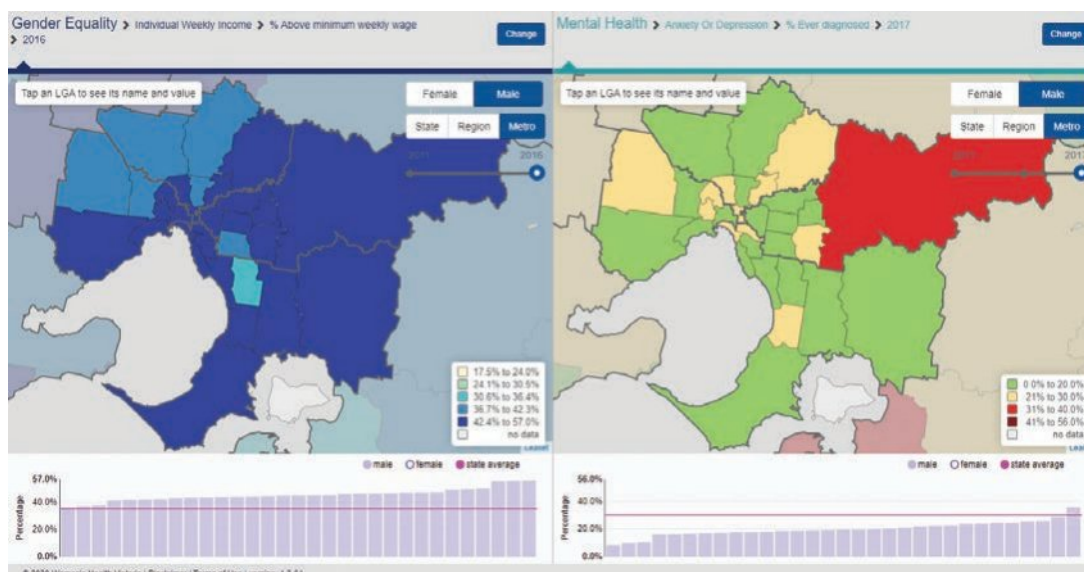 Gender Equality > Individual Weekly Income > % Above minimum weekly wage
> 2016
Change
Tap an LGA to see its name and value
Female Male
State Region Metro
2011 2016
17.5% to 24.0%
24.1% to 30.5%
30.6% to 36.4%
36.7% to 42.3%
42.4% to 57.0%
no data
Leaflet
male female state average
57.0%
40.0%
20.0%
0.0%
Percentage
Mental Health > Anxiety Or Depression > % Ever diagnosed > 2017
Change
Tap an LGA to see its name and value
Female Male
State Region Metro
0.0% to 20.0%
21% to 30.0%
31% to 40.0%
41% to 56.0%
no data
male female state average
56.0%
40.0%
20.0%
0.0%
Percentage